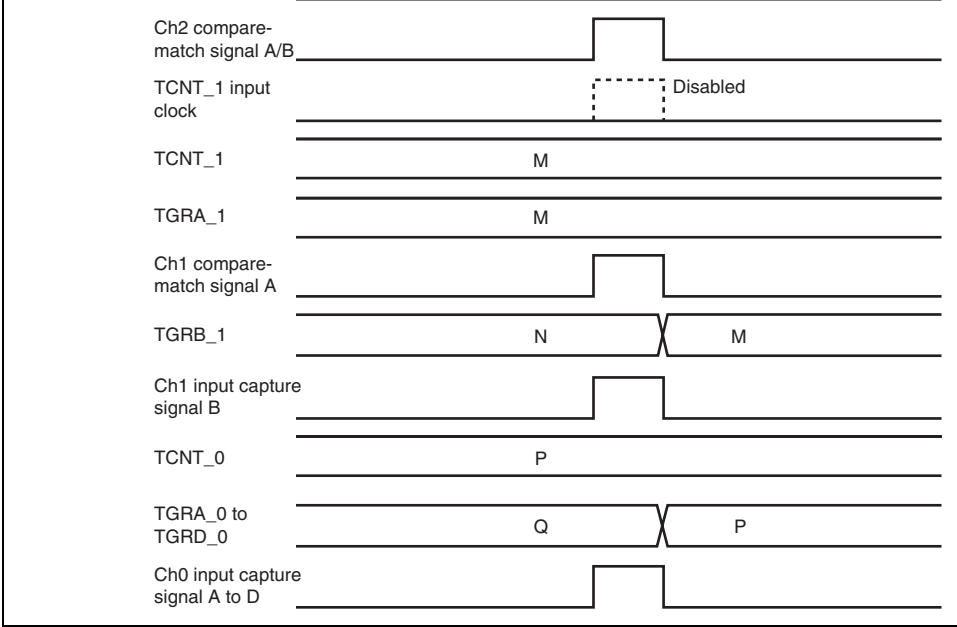 Ch2 compare-
match signal A/B
TCNT_1 input
clock
Disabled
TCNT_1
M
TGRA_1
M
Ch1 compare-
match signal A
TGRB_1
N
M
Ch1 input capture
signal B
TCNT_0
P
TGRA_0 to
TGRD_0
Q
P
Ch0 input capture
signal A to D